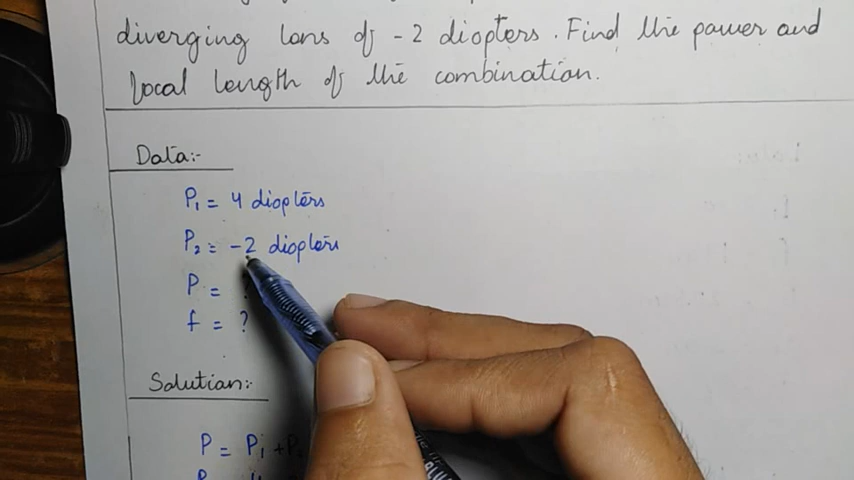 diverging lens of -2 diopters. Find the power and
focal length of the combination.
Data:-
P₁ = 4 diopters
P₂ = -2 diopters
P = ?
f = ?
Solution:-
P = P₁ + P